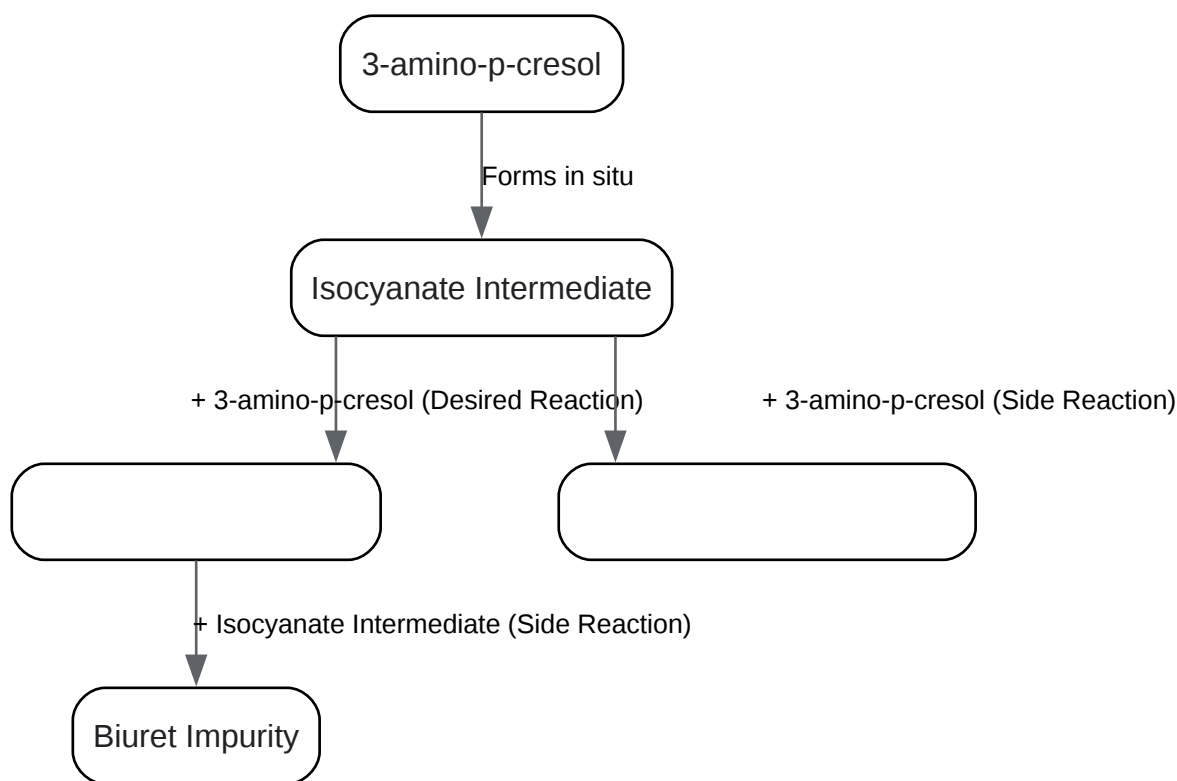 3-amino-p-cresol
Forms in situ
Isocyanate Intermediate
+ 3-amino-p-cresol (Desired Reaction)
+ 3-amino-p-cresol (Side Reaction)
+ Isocyanate Intermediate (Side Reaction)
Biuret Impurity